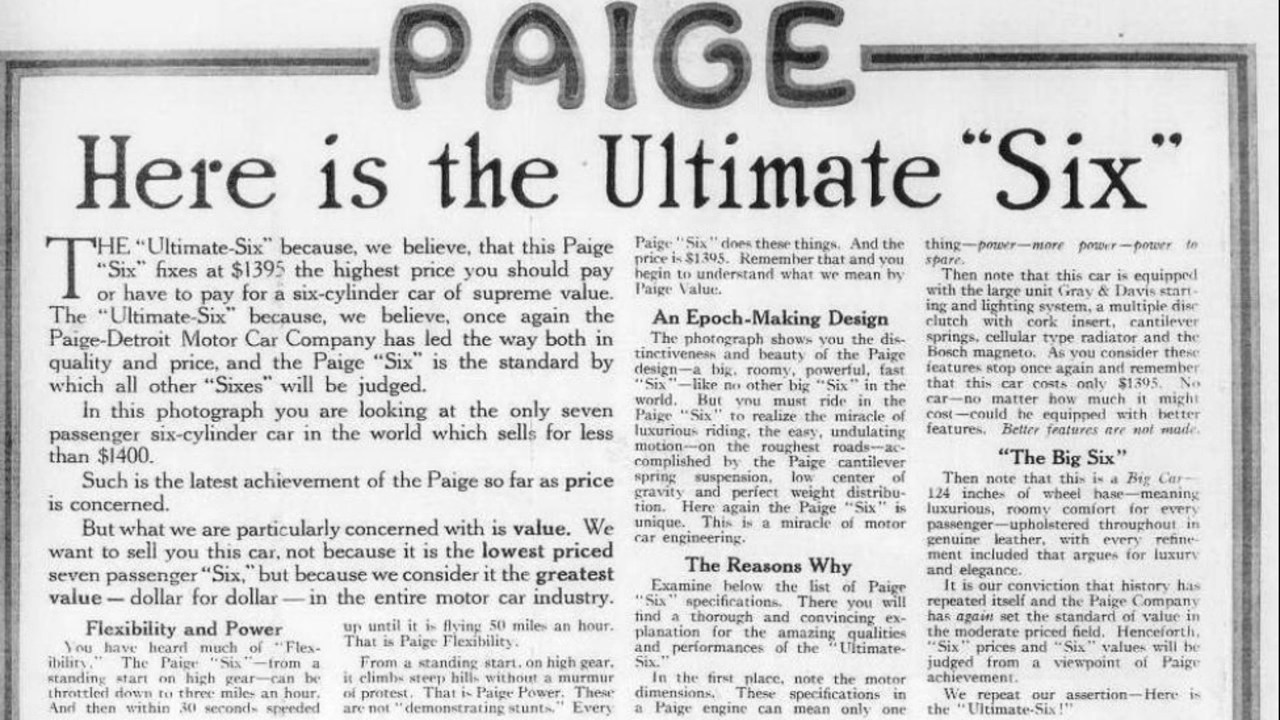 PAIGE
Here is the Ultimate "Six"
THE "Ultimate-Six" because, we believe, that this Paige
"Six" fixes at $1395 the highest price you should pay
or have to pay for a six-cylinder car of supreme value.
The "Ultimate-Six" because, we believe, once again the
Paige-Detroit Motor Car Company has led the way both in
quality and price, and the Paige "Six" is the standard by
which all other "Sixes" will be judged.
In this photograph you are looking at the only seven
passenger six-cylinder car in the world which sells for less
than $1400.
Such is the latest achievement of the Paige so far as price
is concerned.
But what we are particularly concerned with is value. We
want to sell you this car, not because it is the lowest priced
seven passenger "Six," but because we consider it the greatest
value — dollar for dollar — in the entire motor car industry.
Flexibility and Power
You have heard much of "Flex-
ibility." The Paige "Six"—from a
standing start on high gear—can be
throttled down to three miles an hour.
And then within 30 seconds speeded
up until it is flying 50 miles an hour.
That is Paige Flexibility.
From a standing start, on high gear,
it climbs steep hills without a murmur
of protest. That is Paige Power. These
are not "demonstrating stunts." Every
Paige "Six" does these things. And the
price is $1395. Remember that and you
begin to understand what we mean by
Paige Value.
An Epoch-Making Design
The photograph shows you the dis-
tinctiveness and beauty of the Paige
design—a big, roomy, powerful, fast
"Six"—like no other big "Six" in the
world. But you must ride in the
Paige "Six" to realize the miracle of
luxurious riding, the easy, undulating
motion—on the roughest roads—ac-
complished by the Paige cantilever
spring suspension, low center of
gravity and perfect weight distribu-
tion. Here again the Paige "Six" is
unique. This is a miracle of motor
car engineering.
The Reasons Why
Examine below the list of Paige
"Six" specifications. There you will
find a thorough and convincing ex-
planation for the amazing qualities
and performances of the "Ultimate-
Six."
In the first place, note the motor
dimensions. These specifications in
a Paige engine can mean only one
thing—power—more power—power to
spare.
Then note that this car is equipped
with the large unit Gray & Davis start-
ing and lighting system, a multiple disc
clutch with cork insert, cantilever
springs, cellular type radiator and the
Bosch magneto. As you consider these
features stop once again and remember
that this car costs only $1395. No
car—no matter how much it might
cost—could be equipped with better
features. Better features are not made.
"The Big Six"
Then note that this is a Big Car—
124 inches of wheel base—meaning
luxurious, roomy comfort for every
passenger—upholstered throughout in
genuine leather, with every refine-
ment included that argues for luxury
and elegance.
It is our conviction that history has
repeated itself and the Paige Company
has again set the standard of value in
the moderate priced field. Henceforth,
"Six" prices and "Six" values will be
judged from a viewpoint of Paige
achievement.
We repeat our assertion—Here is
the "Ultimate-Six!"